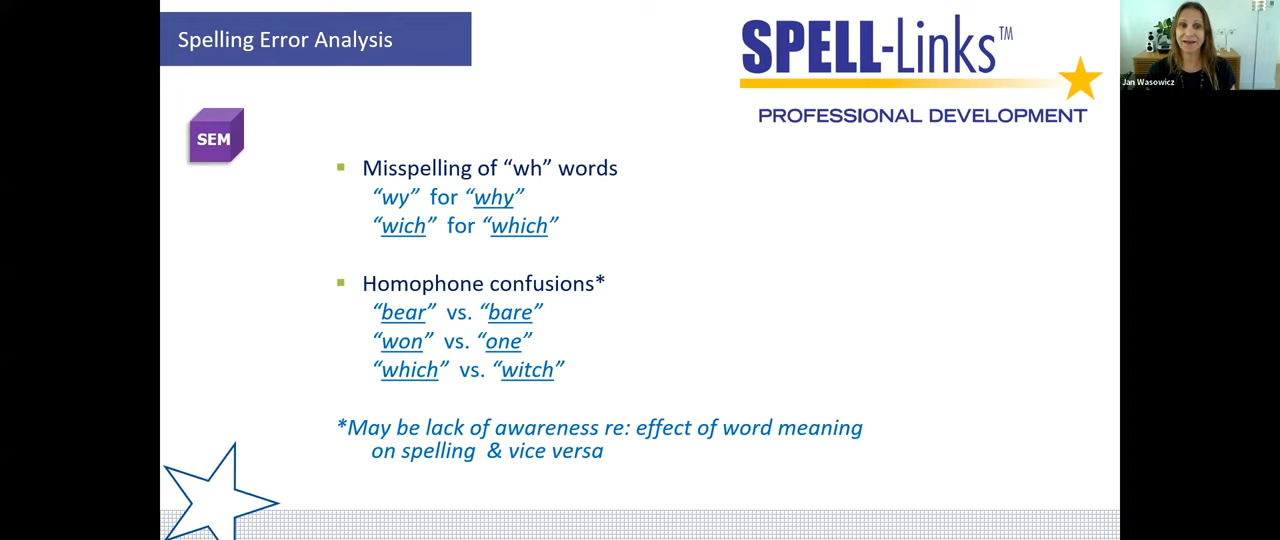 Spelling Error Analysis
SPELL-Links™
PROFESSIONAL DEVELOPMENT
Jan Wasowicz
SEM
▪ Misspelling of “wh” words
“wy” for “why”
“wich” for “which”
▪ Homophone confusions*
“bear” vs. “bare”
“won” vs. “one”
“which” vs. “witch”
*May be lack of awareness re: effect of word meaning
on spelling & vice versa